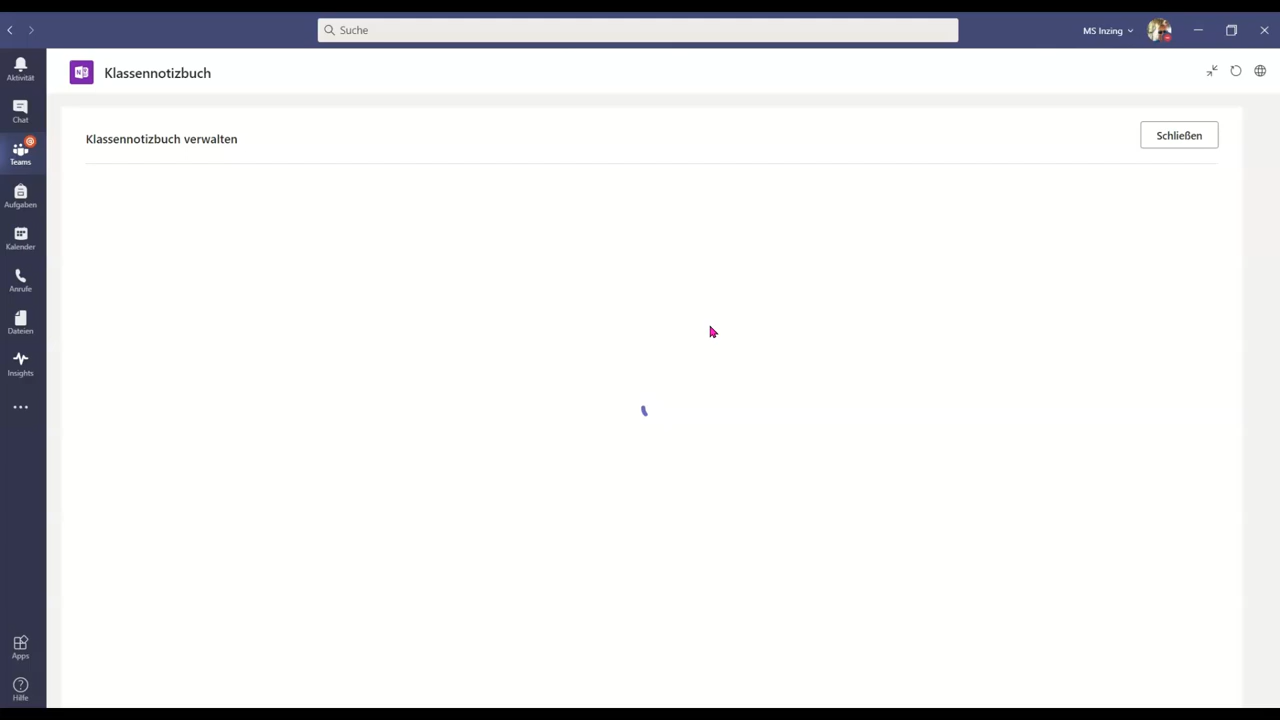 Suche
MS Inzing
Klassennotizbuch
Aktivität
Chat
Teams
Aufgaben
Kalender
Anrufe
Dateien
Insights
Apps
Hilfe
Klassennotizbuch verwalten
Schließen